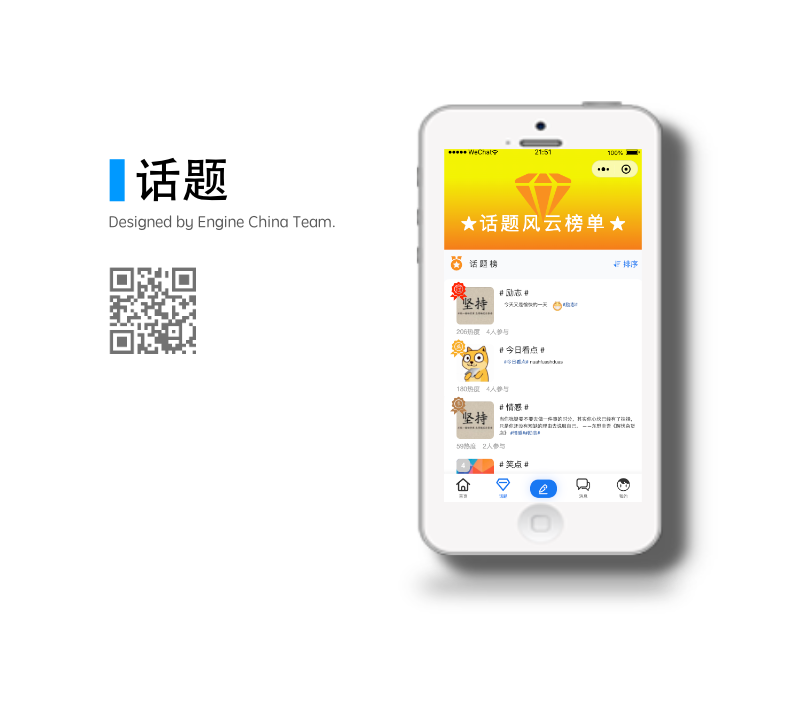 话题
Designed by Engine China Team.
WeChat
21:51
100%
★话题风云榜单★
话题榜
排序
# 励志 #
坚持
今天又是愉快的一天
#励志#
206热度 4人参与
# 今日看点 #
#今日看点#
180热度 4人参与
# 情感 #
坚持
59热度 2人参与
4
# 笑点 #
首页
话题
消息
我的